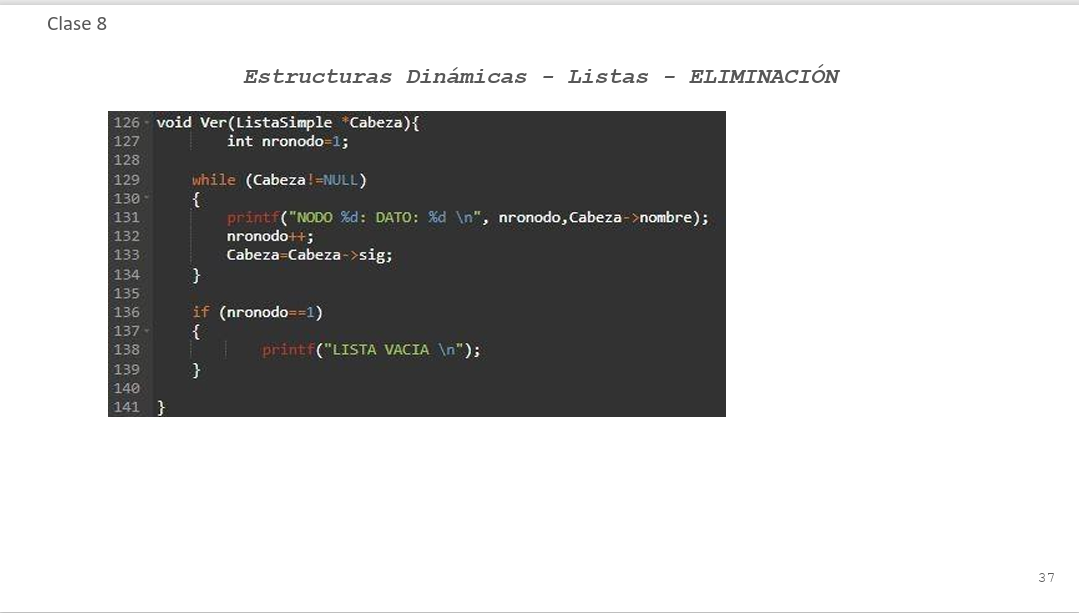 Clase 8
Estructuras Dinámicas - Listas - ELIMINACIÓN
126 void Ver(ListaSimple *Cabeza){
127 int nronodo=1;
128
129 while (Cabeza!=NULL)
130 {
131 printf("NODO %d: DATO: %d \n", nronodo,Cabeza->nombre);
132 nronodo++;
133 Cabeza=Cabeza->sig;
134 }
135
136 if (nronodo==1)
137 {
138 printf("LISTA VACIA \n");
139 }
140
141 }
37